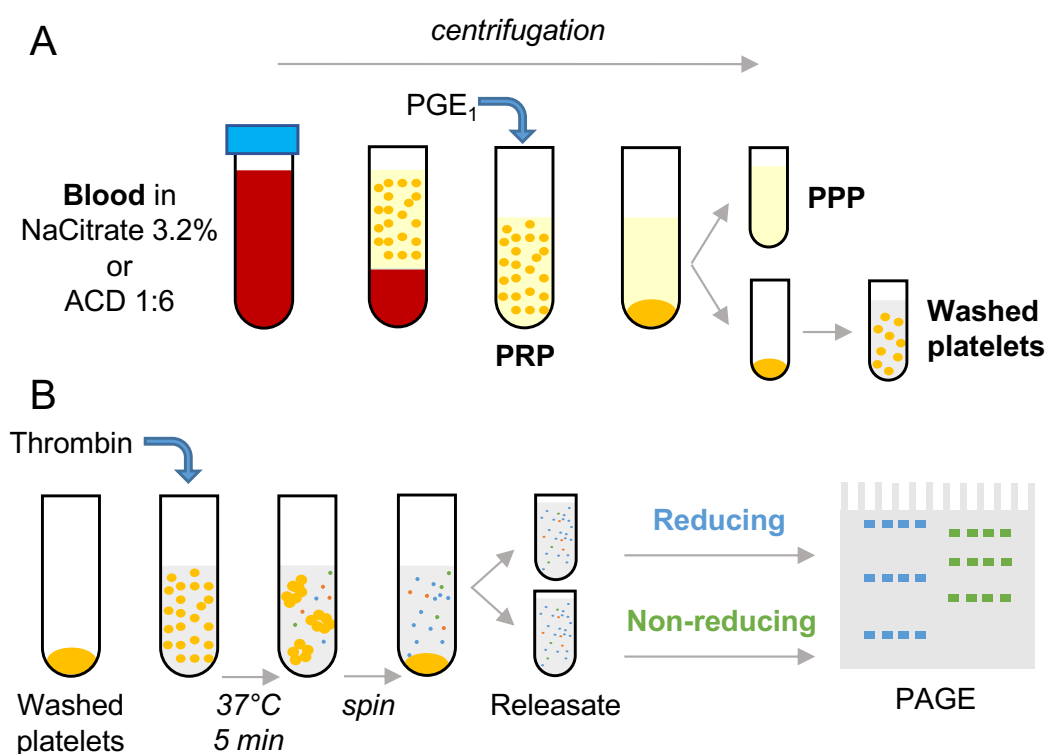 A
centrifugation
PGE₁
Blood in
NaCitrate 3.2%
or
ACD 1:6
PRP
PPP
Washed
platelets
B
Thrombin
Washed
platelets
37°C
5 min
spin
Releasate
Reducing
Non-reducing
PAGE